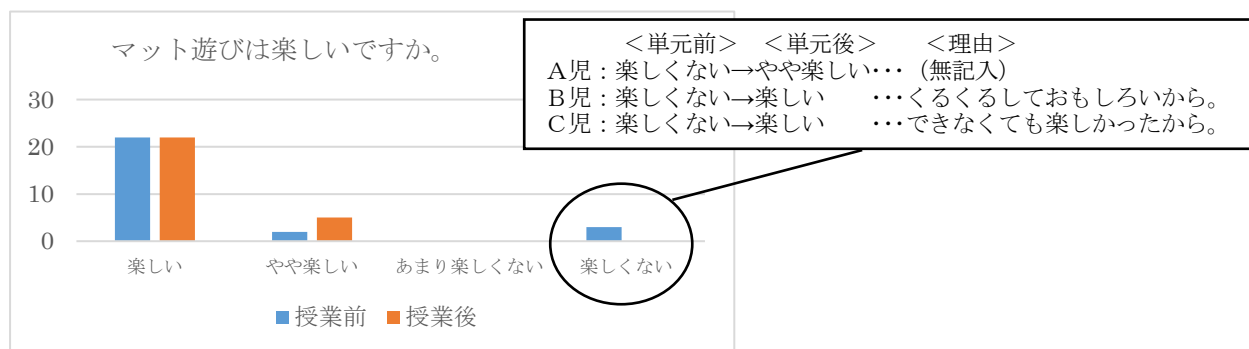 マット遊びは楽しいですか。
<単元前> <単元後> <理由>
A児：楽しくない→やや楽しい･･･（無記入）
B児：楽しくない→楽しい ･･･くるくるしておもしろいから。
C児：楽しくない→楽しい ･･･できなくても楽しかったから。
30
20
10
0
楽しい やや楽しい あまり楽しくない 楽しくない
授業前 授業後